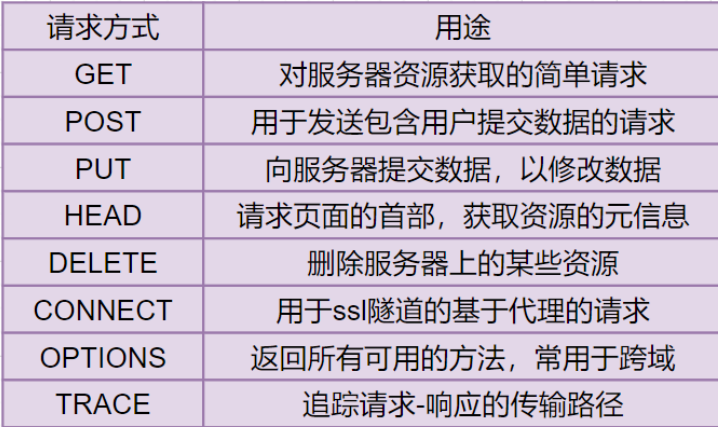 请求方式 用途
GET 对服务器资源获取的简单请求
POST 用于发送包含用户提交数据的请求
PUT 向服务器提交数据，以修改数据
HEAD 请求页面的首部，获取资源的元信息
DELETE 删除服务器上的某些资源
CONNECT 用于ssl隧道的基于代理的请求
OPTIONS 返回所有可用的方法，常用于跨域
TRACE 追踪请求-响应的传输路径